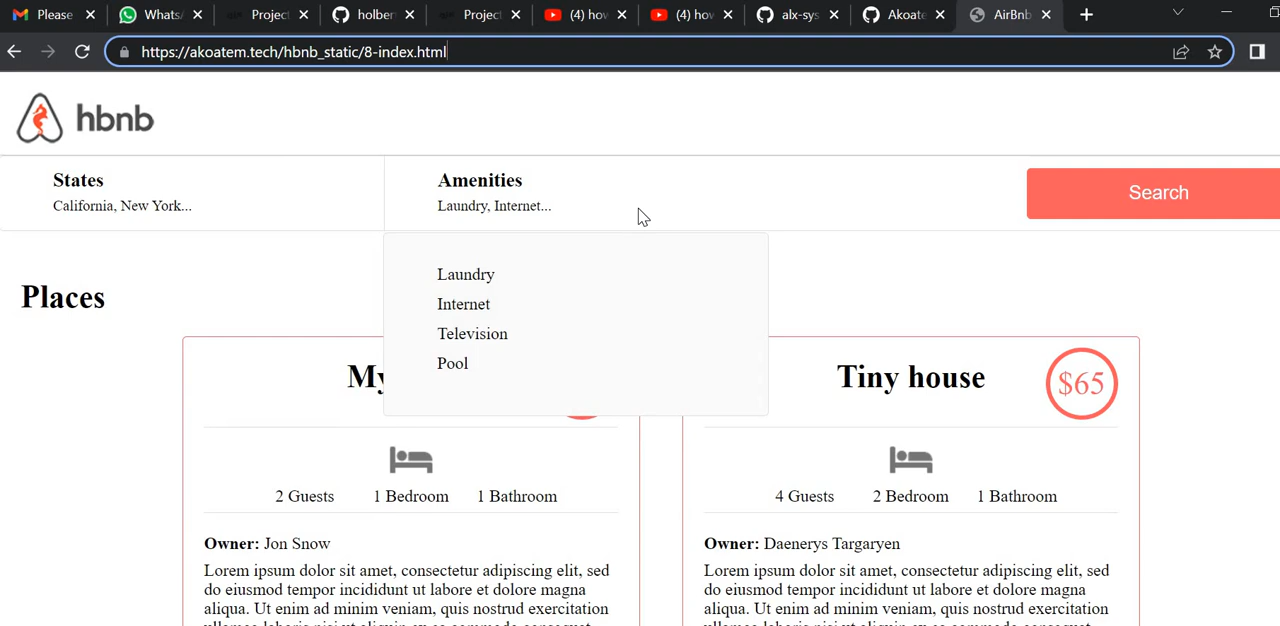 Please
Whats
Project
holber
Project
(4) hov
(4) hov
alx-sys
Akoate
AirBnb
https://akoatem.tech/hbnb_static/8-index.html
hbnb
States
California, New York...
Amenities
Laundry, Internet...
Search
Laundry
Internet
Television
Pool
Places
My
Tiny house
$65
2 Guests
1 Bedroom
1 Bathroom
4 Guests
2 Bedroom
1 Bathroom
Owner: Jon Snow
Lorem ipsum dolor sit amet, consectetur adipiscing elit, sed
do eiusmod tempor incididunt ut labore et dolore magna
aliqua. Ut enim ad minim veniam, quis nostrud exercitation
Owner: Daenerys Targaryen
Lorem ipsum dolor sit amet, consectetur adipiscing elit, sed
do eiusmod tempor incididunt ut labore et dolore magna
aliqua. Ut enim ad minim veniam, quis nostrud exercitation